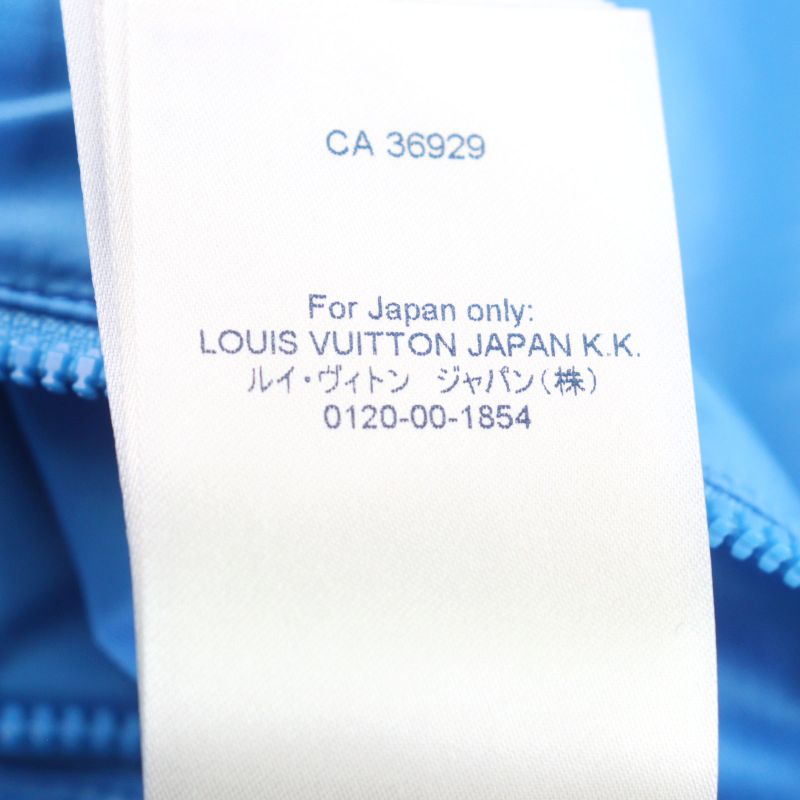 CA 36929
For Japan only:
LOUIS VUITTON JAPAN K.K.
ルイ・ヴィトン ジャパン(株)
0120-00-1854